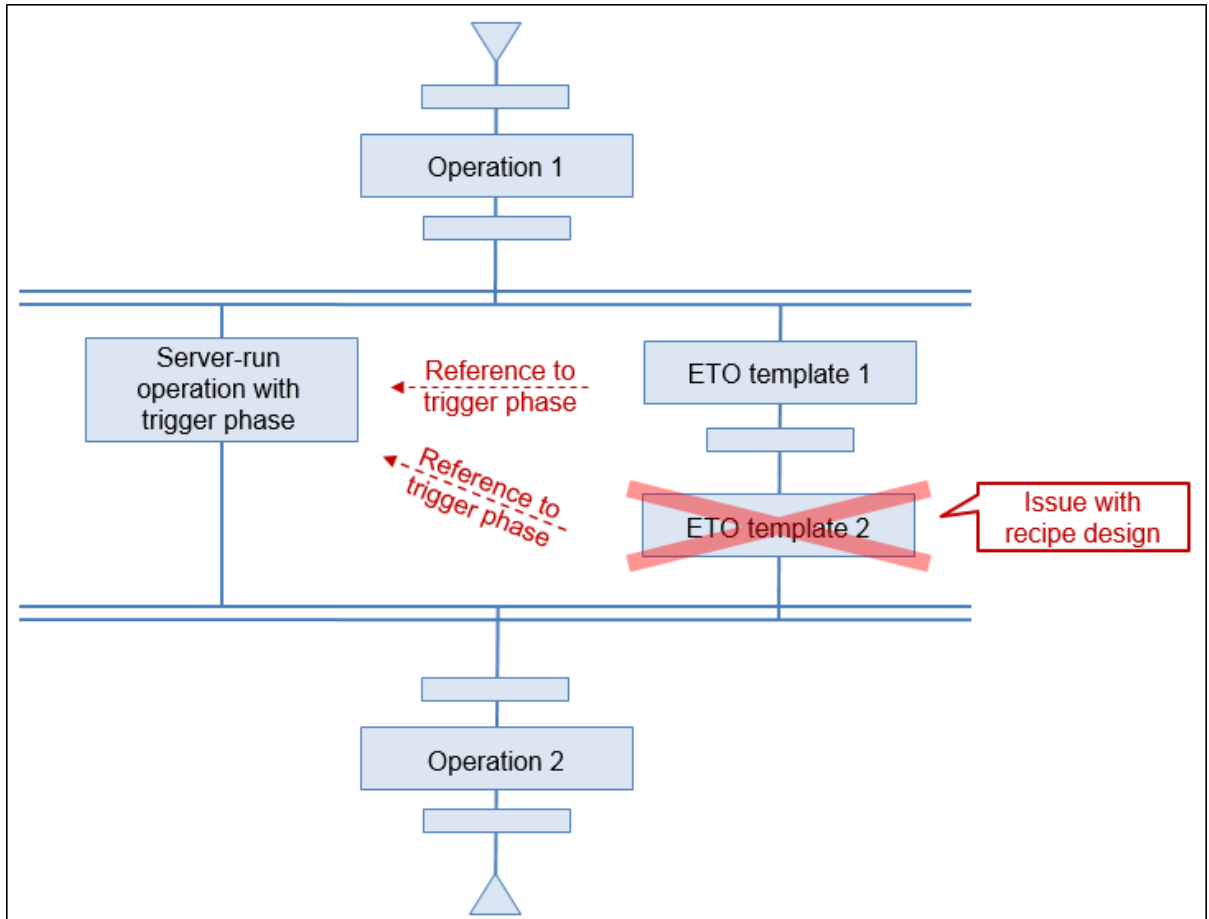 Operation 1
Server-run
operation with
trigger phase
Reference to
trigger phase
ETO template 1
Reference to
trigger phase
ETO template 2
Issue with
recipe design
Operation 2